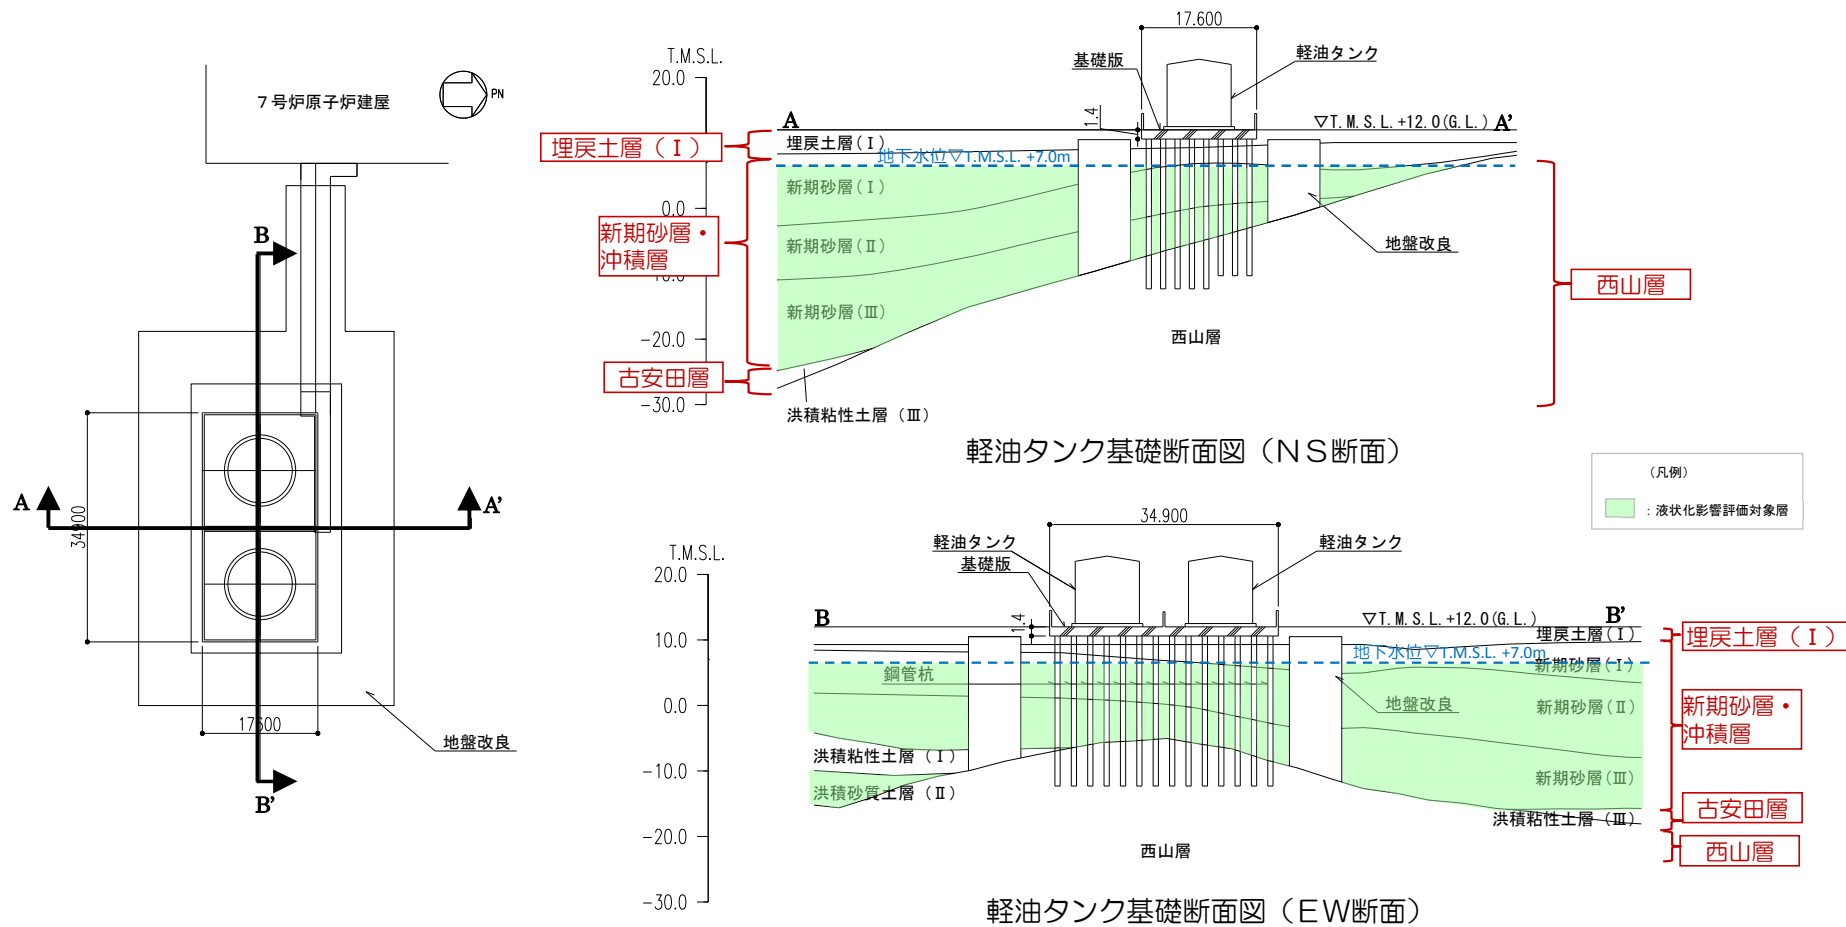 7号炉原子炉建屋
PN
B
A
A'
34900
17600
地盤改良
B'
17.600
T.M.S.L.
20.0
基礎版
軽油タンク
1.4
A
▽T.M.S.L.+12.0(G.L.)
A'
埋戻土層(Ⅰ)
埋戻土層(Ⅰ)
地下水位▽T.M.S.L. +7.0m
新期砂層(Ⅰ)
0.0
新期砂層・
沖積層
新期砂層(Ⅱ)
地盤改良
西山層
新期砂層(Ⅲ)
西山層
-20.0
古安田層
-30.0
洪積粘性土層(Ⅲ)
軽油タンク基礎断面図(NS断面)
(凡例)
:液状化影響評価対象層
34.900
軽油タンク
軽油タンク
T.M.S.L.
基礎版
20.0
1.4
B
▽T.M.S.L.+12.0(G.L.)
B'
10.0
埋戻土層(Ⅰ)
埋戻土層(Ⅰ)
地下水位▽T.M.S.L. +7.0m
新期砂層(Ⅰ)
鋼管杭
0.0
地盤改良
新期砂層(Ⅱ)
新期砂層・
沖積層
洪積粘性土層(Ⅰ)
-10.0
新期砂層(Ⅲ)
洪積砂質土層(Ⅱ)
古安田層
洪積粘性土層(Ⅲ)
-20.0
西山層
西山層
-30.0
軽油タンク基礎断面図(EW断面)